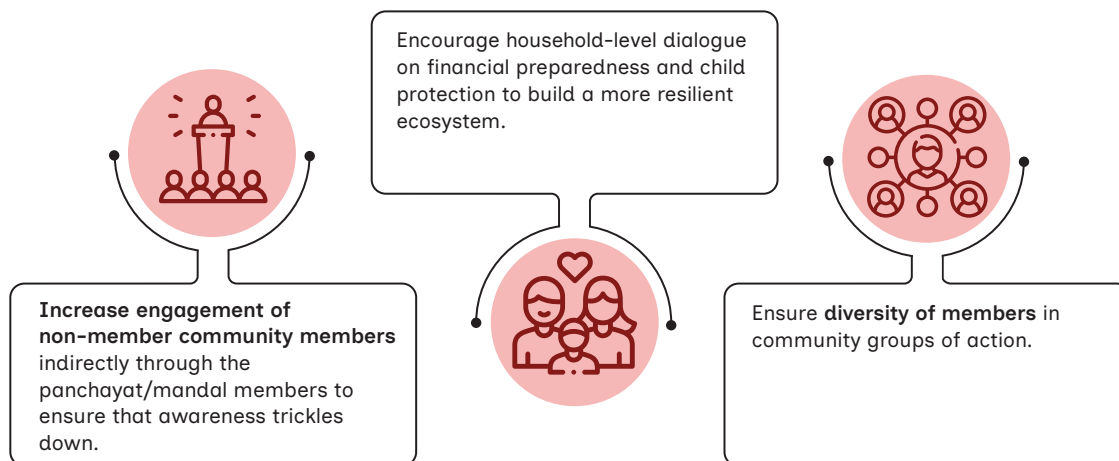 Encourage household-level dialogue
on financial preparedness and child
protection to build a more resilient
ecosystem.
Increase engagement of
non-member community members
indirectly through the
panchayat/mandal members to
ensure that awareness trickles
down.
Ensure diversity of members in
community groups of action.